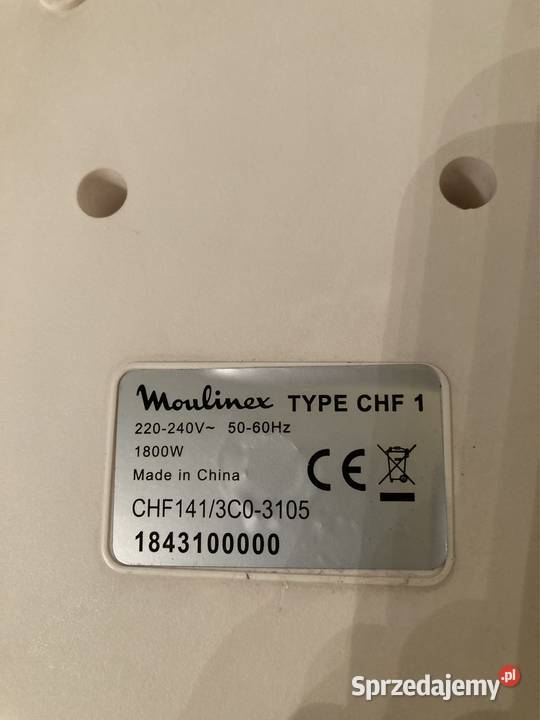 Moulinex TYPE CHF 1
220-240V~ 50-60Hz
1800W
Made in China
CE
CHF141/3C0-3105
1843100000
Sprzedajemy.pl